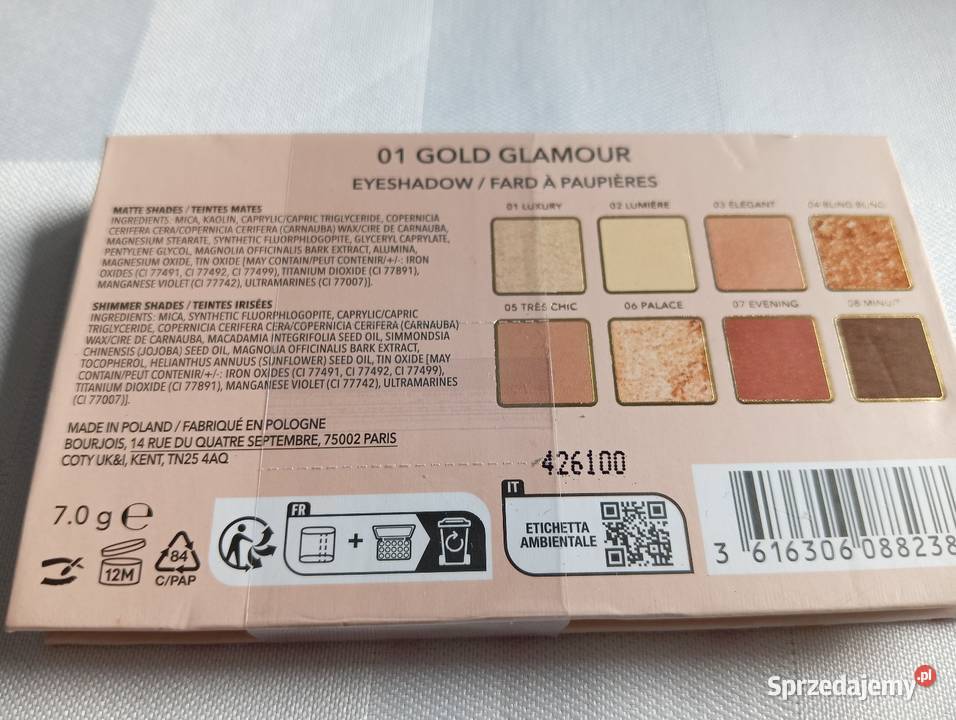 01 GOLD GLAMOUR
EYESHADOW / FARD À PAUPIÈRES
MATTE SHADES / TEINTES MATES
INGREDIENTS: MICA, KAOLIN, CAPRYLIC/CAPRIC TRIGLYCERIDE, COPERNICIA
CERIFERA CERA/COPERNICIA CERIFERA (CARNAUBA) WAX/CIRE DE CARNAUBA,
MAGNESIUM STEARATE, SYNTHETIC FLUORPHLOGOPITE, GLYCERYL CAPRYLATE,
PENTYLENE GLYCOL, MAGNOLIA OFFICINALIS BARK EXTRACT, ALUMINA,
MAGNESIUM OXIDE, TIN OXIDE [MAY CONTAIN/PEUT CONTENIR/+/-: IRON
OXIDES (CI 77491, CI 77492, CI 77499), TITANIUM DIOXIDE (CI 77891),
MANGANESE VIOLET (CI 77742), ULTRAMARINES (CI 77007)].
SHIMMER SHADES / TEINTES IRISÉES
INGREDIENTS: MICA, SYNTHETIC FLUORPHLOGOPITE, CAPRYLIC/CAPRIC
TRIGLYCERIDE, COPERNICIA CERIFERA CERA/COPERNICIA CERIFERA (CARNAUBA)
WAX/CIRE DE CARNAUBA, MACADAMIA INTEGRIFOLIA SEED OIL, SIMMONDSIA
CHINENSIS (JOJOBA) SEED OIL, MAGNOLIA OFFICINALIS BARK EXTRACT,
TOCOPHEROL, HELIANTHUS ANNUUS (SUNFLOWER) SEED OIL, TIN OXIDE [MAY
CONTAIN/PEUT CONTENIR/+/-: IRON OXIDES (CI 77491, CI 77492, CI 77499),
TITANIUM DIOXIDE (CI 77891), MANGANESE VIOLET (CI 77742), ULTRAMARINES
(CI 77007)].
MADE IN POLAND / FABRIQUÉ EN POLOGNE
BOURJOIS, 14 RUE DU QUATRE SEPTEMBRE, 75002 PARIS
COTY UK&I, KENT, TN25 4AQ
01 LUXURY 02 LUMIÈRE 03 ÉLÉGANT 04 BLING BLING
05 TRÈS CHIC 06 PALACE 07 EVENING 08 MINUIT
426100
7.0 g e
12M
84
C/PAP
FR
+
IT
ETICHETTA
AMBIENTALE
3 616306 088238
Sprzedajemy.pl